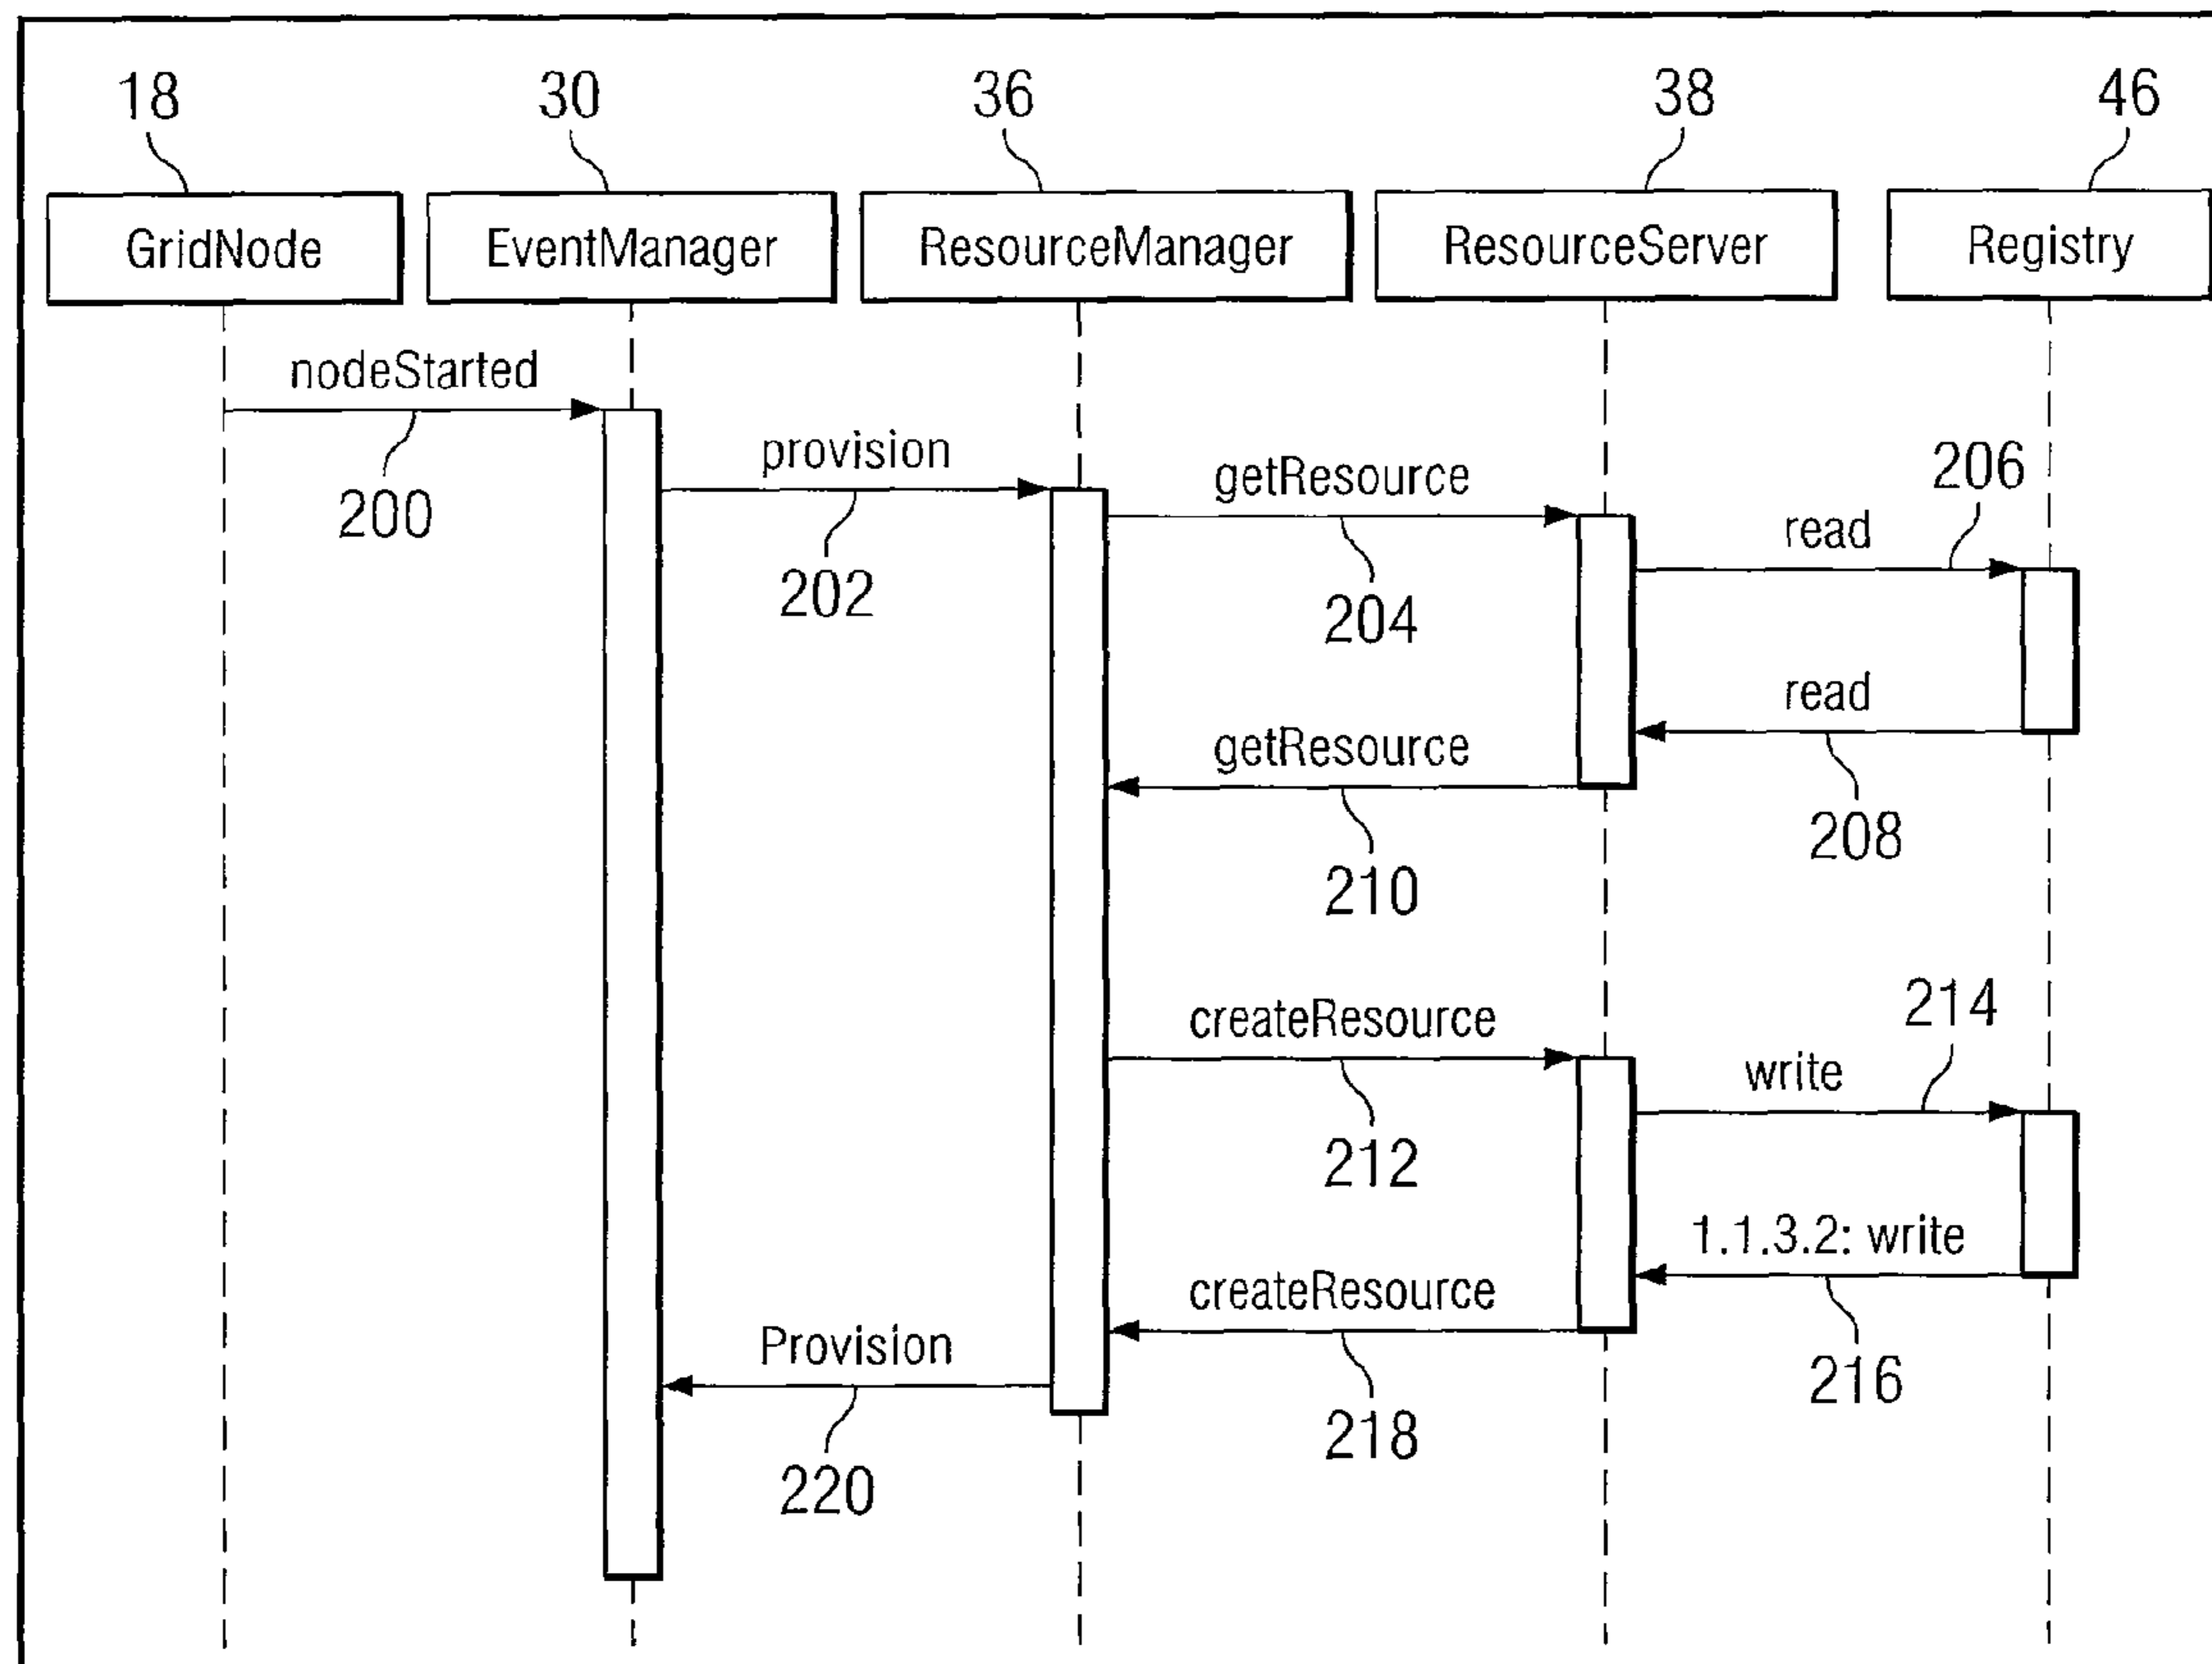 18 30 36 38 46
GridNode EventManager ResourceManager ResourceServer Registry
nodeStarted
200
provision
202
getResource
204
206
read
read
208
getResource
210
createResource
212
214
write
1.1.3.2: write
216
createResource
218
Provision
220